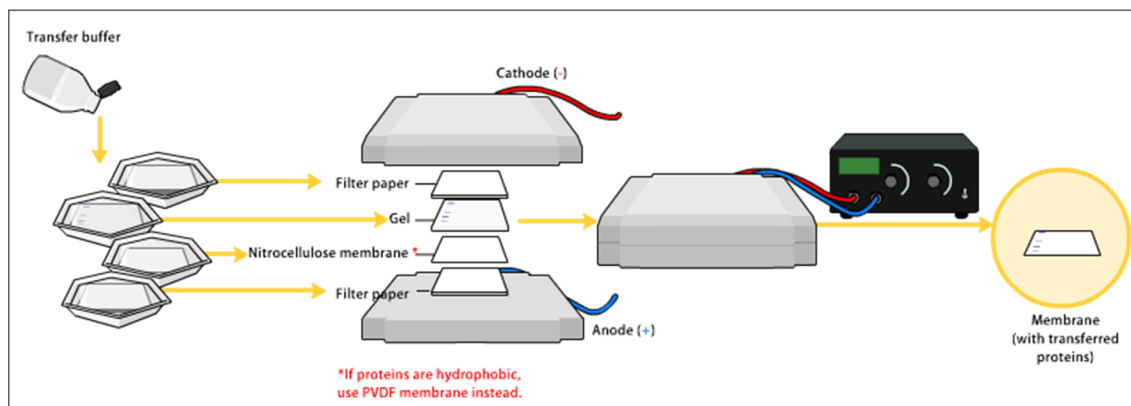 Transfer buffer
Cathode (-)
Filter paper
Gel
Nitrocellulose membrane *
Filter paper
Anode (+)
*If proteins are hydrophobic,
use PVDF membrane instead.
Membrane
(with transferred
proteins)